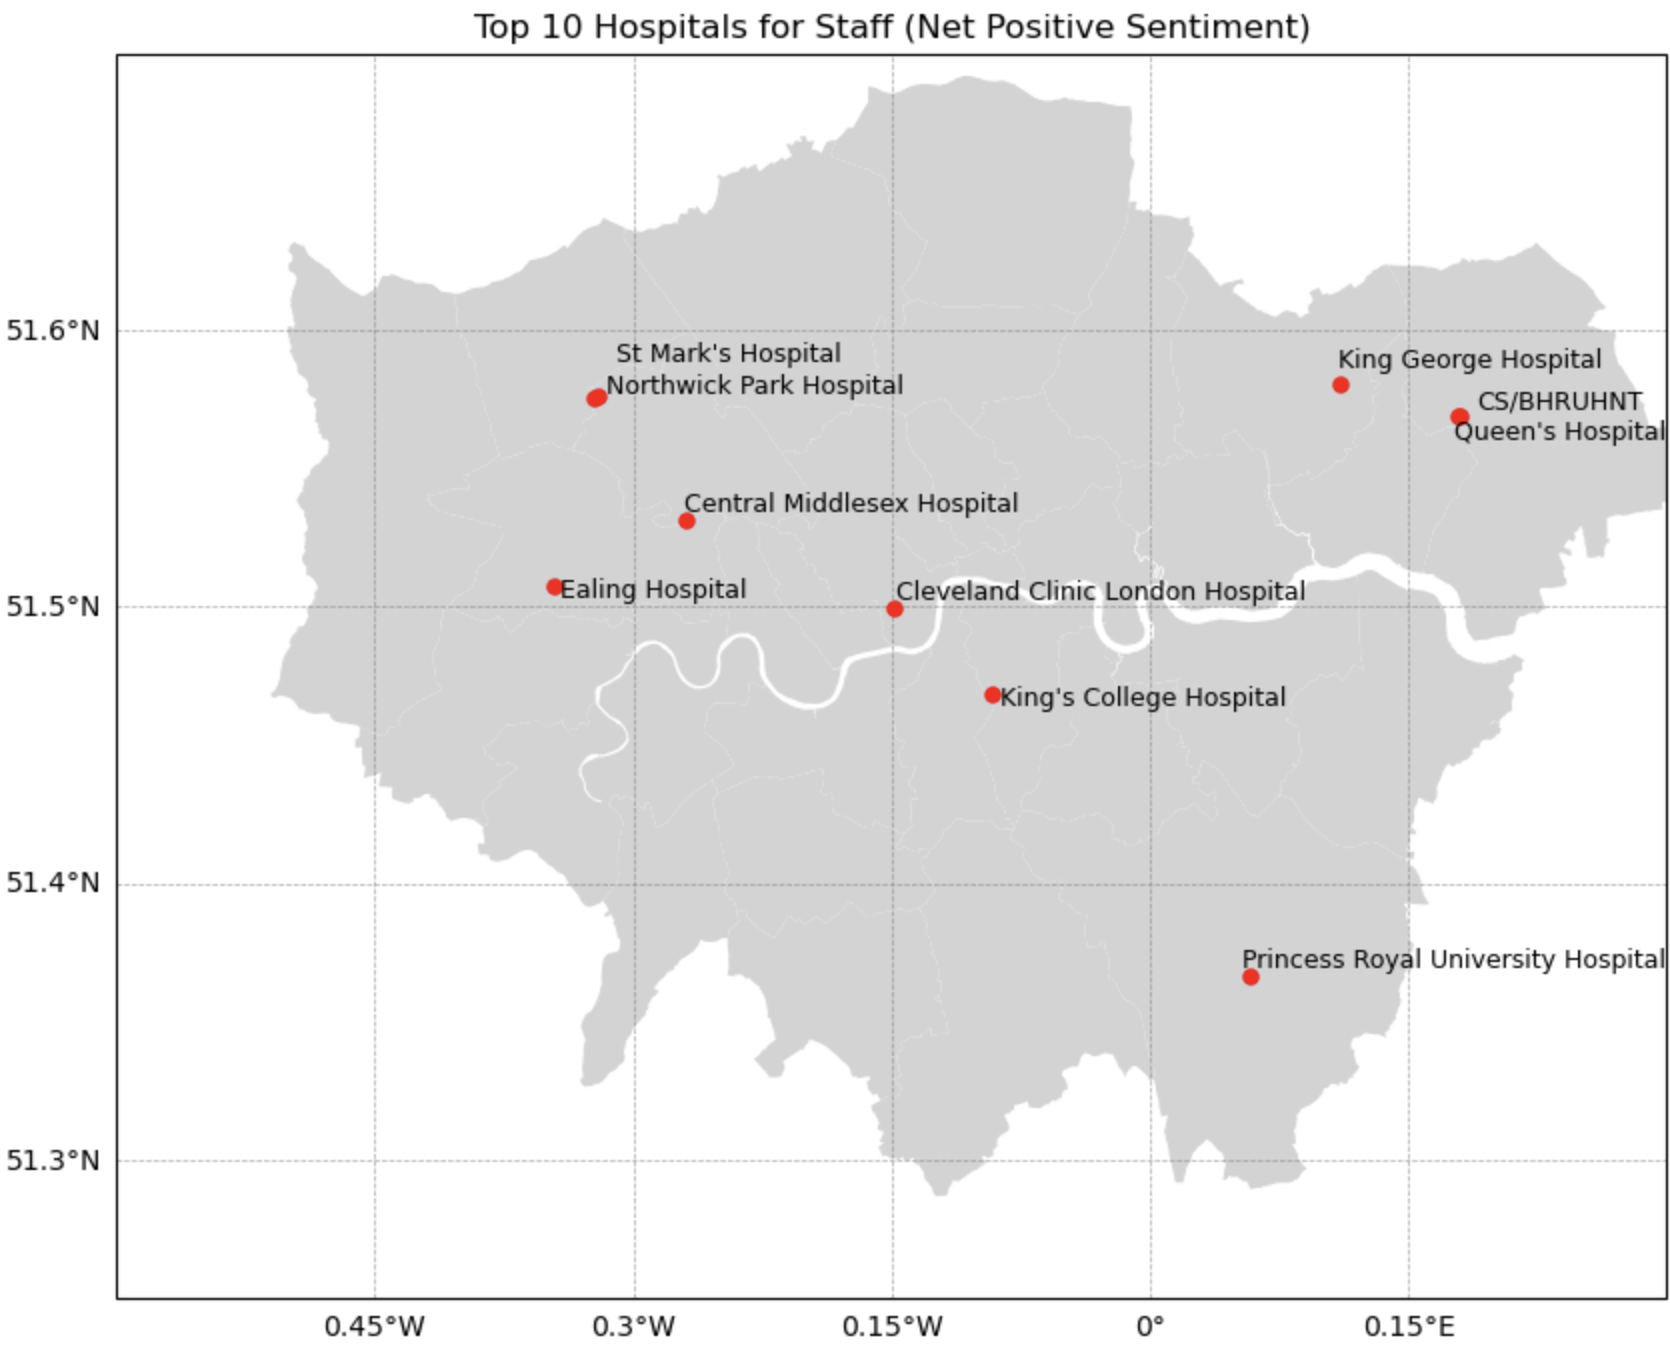 Top 10 Hospitals for Staff (Net Positive Sentiment)
51.6°N
St Mark's Hospital
Northwick Park Hospital
King George Hospital
CS/BHRUHNT
Queen's Hospital
Central Middlesex Hospital
Ealing Hospital
Cleveland Clinic London Hospital
51.5°N
King's College Hospital
51.4°N
Princess Royal University Hospital
51.3°N
0.45°W
0.3°W
0.15°W
0°
0.15°E